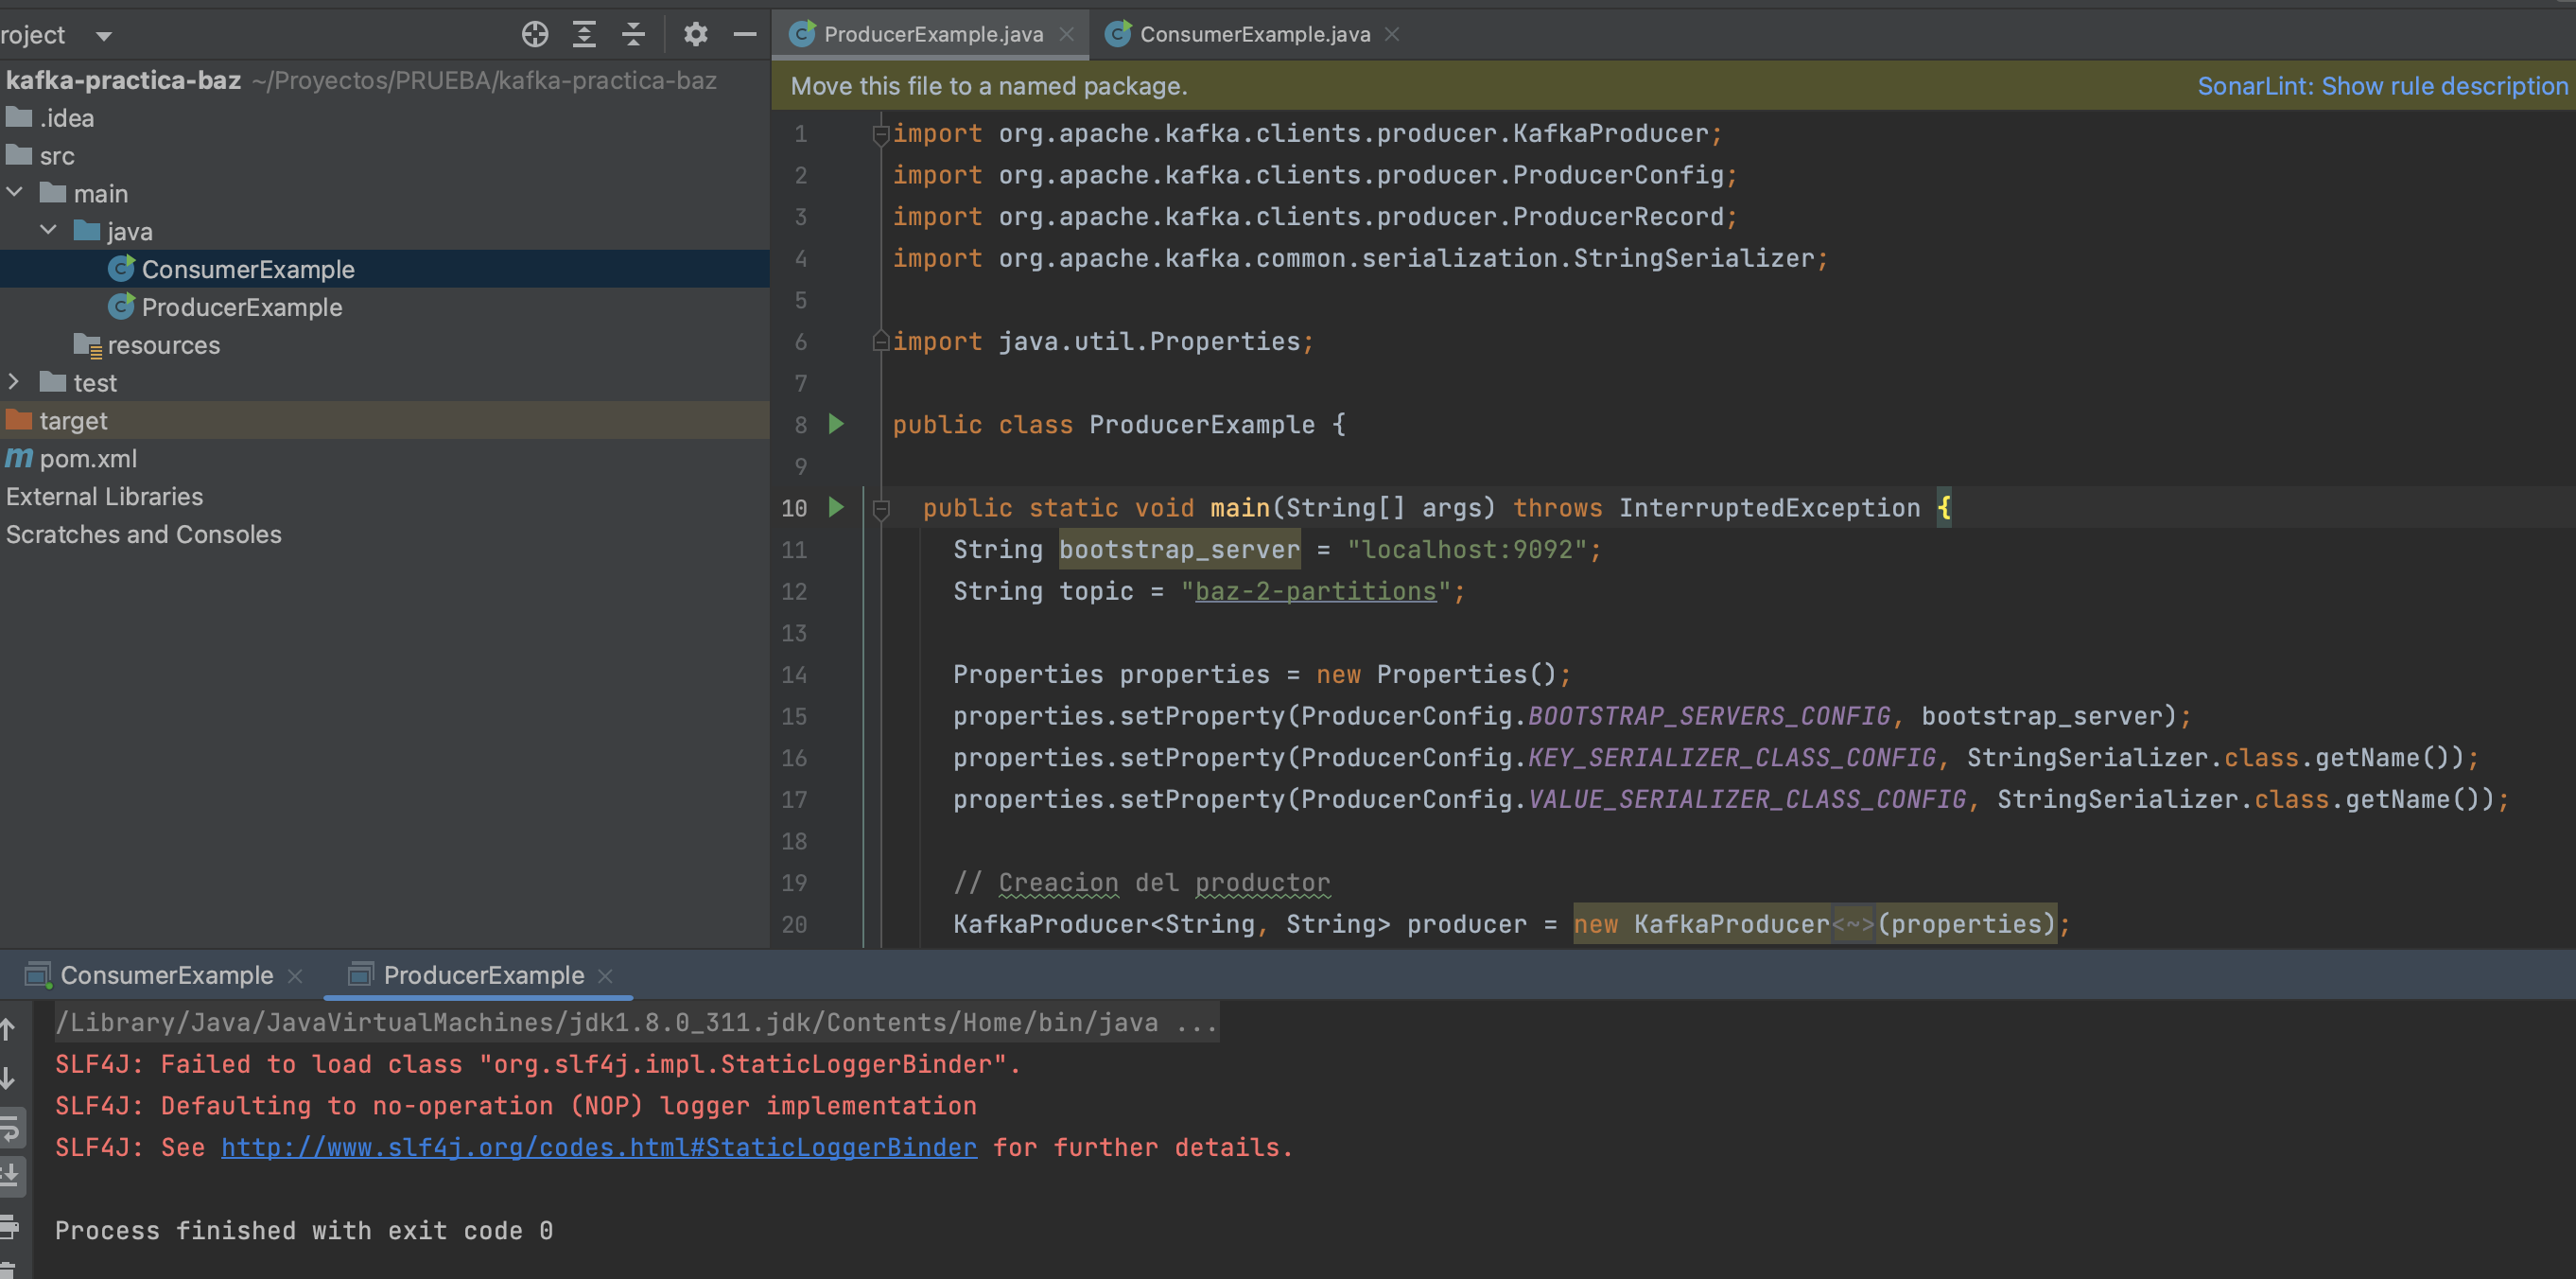 roject
kafka-practica-baz ~/Proyectos/PRUEBA/kafka-practica-baz
.idea
src
main
java
ConsumerExample
ProducerExample
resources
test
target
pom.xml
External Libraries
Scratches and Consoles
ProducerExample.java
ConsumerExample.java
Move this file to a named package.
SonarLint: Show rule description
1 import org.apache.kafka.clients.producer.KafkaProducer;
2 import org.apache.kafka.clients.producer.ProducerConfig;
3 import org.apache.kafka.clients.producer.ProducerRecord;
4 import org.apache.kafka.common.serialization.StringSerializer;
5
6 import java.util.Properties;
7
8 public class ProducerExample {
9
10 public static void main(String[] args) throws InterruptedException {
11 String bootstrap_server = "localhost:9092";
12 String topic = "baz-2-partitions";
13
14 Properties properties = new Properties();
15 properties.setProperty(ProducerConfig.BOOTSTRAP_SERVERS_CONFIG, bootstrap_server);
16 properties.setProperty(ProducerConfig.KEY_SERIALIZER_CLASS_CONFIG, StringSerializer.class.getName());
17 properties.setProperty(ProducerConfig.VALUE_SERIALIZER_CLASS_CONFIG, StringSerializer.class.getName());
18
19 // Creacion del productor
20 KafkaProducer<String, String> producer = new KafkaProducer<~>(properties);
ConsumerExample
ProducerExample
/Library/Java/JavaVirtualMachines/jdk1.8.0_311.jdk/Contents/Home/bin/java ...
SLF4J: Failed to load class "org.slf4j.impl.StaticLoggerBinder".
SLF4J: Defaulting to no-operation (NOP) logger implementation
SLF4J: See http://www.slf4j.org/codes.html#StaticLoggerBinder for further details.
Process finished with exit code 0